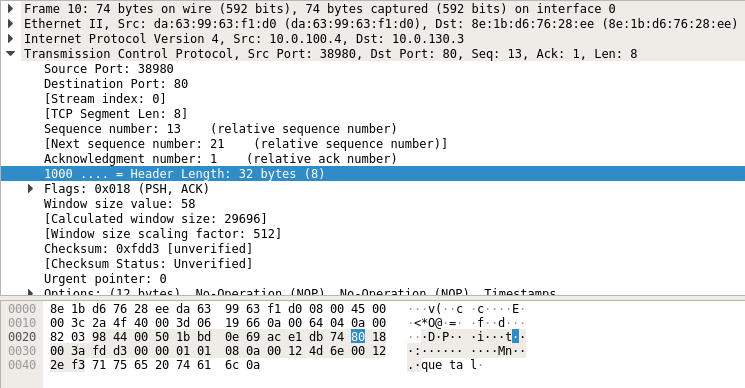 Frame 10: 74 bytes on wire (592 bits), 74 bytes captured (592 bits) on interface 0
Ethernet II, Src: da:63:99:63:f1:d0 (da:63:99:63:f1:d0), Dst: 8e:1b:d6:76:28:ee (8e:1b:d6:76:28:ee)
Internet Protocol Version 4, Src: 10.0.100.4, Dst: 10.0.130.3
Transmission Control Protocol, Src Port: 38980, Dst Port: 80, Seq: 13, Ack: 1, Len: 8
Source Port: 38980
Destination Port: 80
[Stream index: 0]
[TCP Segment Len: 8]
Sequence number: 13    (relative sequence number)
[Next sequence number: 21    (relative sequence number)]
Acknowledgment number: 1    (relative ack number)
1000 .... = Header Length: 32 bytes (8)
Flags: 0x018 (PSH, ACK)
Window size value: 58
[Calculated window size: 29696]
[Window size scaling factor: 512]
Checksum: 0xfdd3 [unverified]
[Checksum Status: Unverified]
Urgent pointer: 0
Options: (12 bytes), No-Operation (NOP), No-Operation (NOP), Timestamps
0000 8e 1b d6 76 28 ee da 63 99 63 f1 d0 08 00 45 00 ···v(··c ·c····E·
0010 00 3c 2a 4f 40 00 3d 06 19 66 0a 00 64 04 0a 00 ·<*O@·=· ·f··d···
0020 82 03 98 44 00 50 1b bd 0e 69 ac e1 db 74 80 18 ···D·P·· ·i···t··
0030 00 3a fd d3 00 00 01 01 08 0a 00 12 4d 6e 00 12 ·:······ ····Mn··
0040 2e f3 71 75 65 20 74 61 6c 0a .·que ta l·